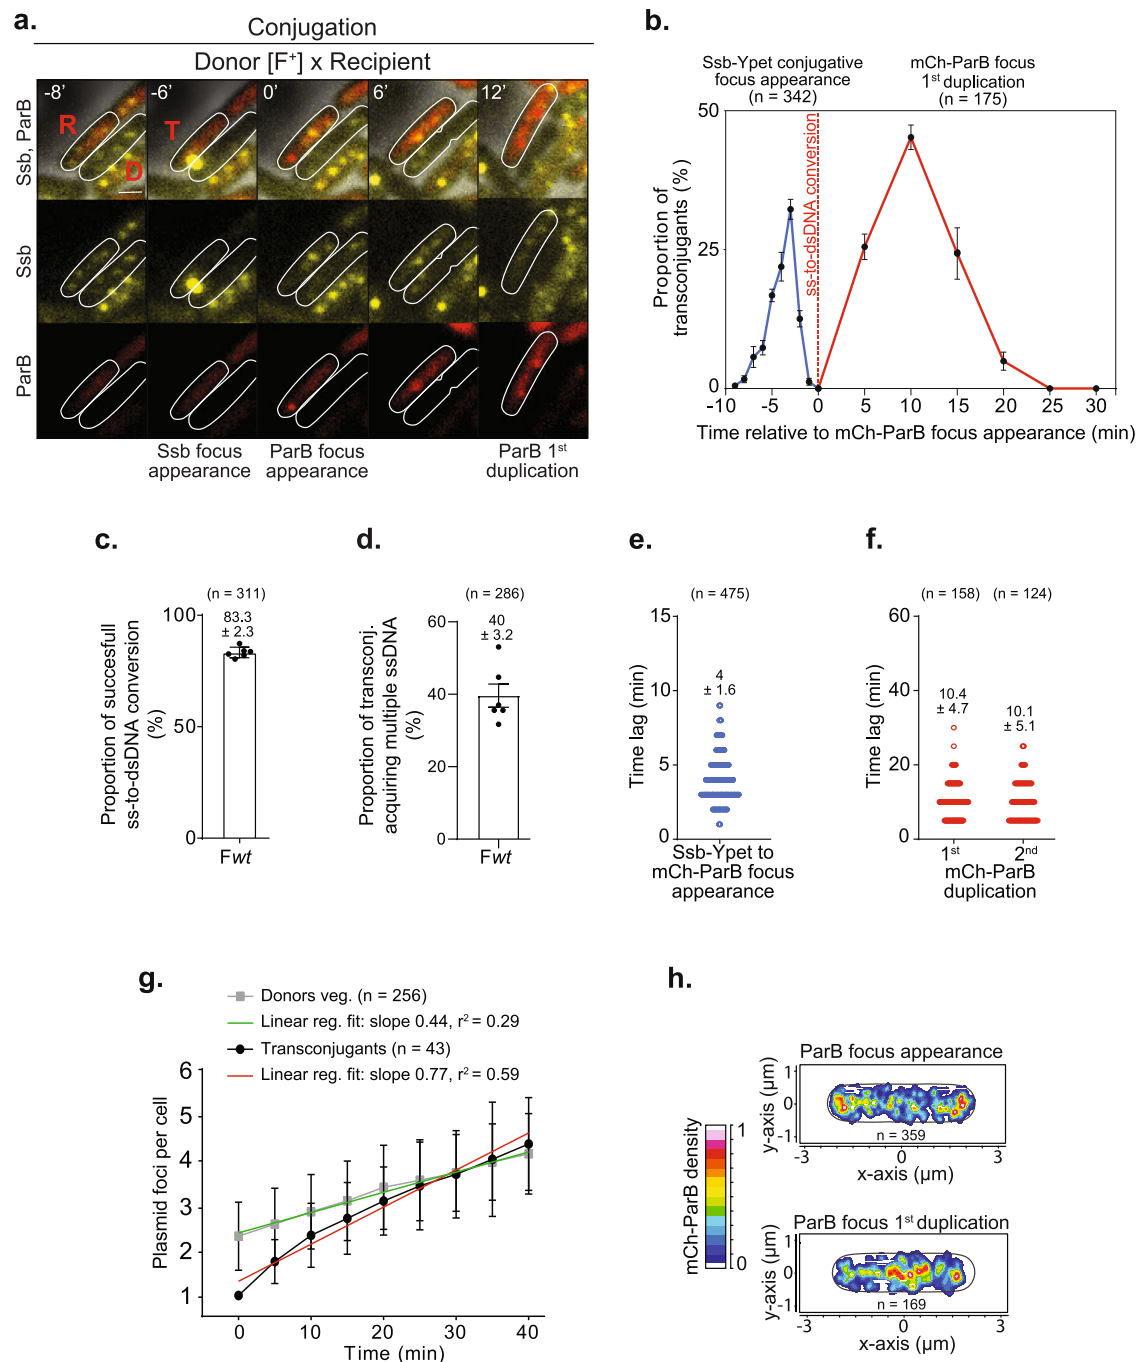 a.
Conjugation
Donor [F+] x Recipient
-8'
-6'
0'
6'
12'
R
T
D
Ssb, ParB
Ssb
ParB
Ssb focus
appearance
ParB focus
appearance
ParB 1st
duplication
b.
Ssb-Ypet conjugative
focus appearance
(n = 342)
mCh-ParB focus
1st duplication
(n = 175)
ss-to-dsDNA conversion
Proportion of
transconjugants (%)
50
25
0
-10
-5
0
5
10
15
20
25
30
Time relative to mCh-ParB focus appearance (min)
c.
(n = 311)
83.3
± 2.3
Proportion of succesfull
ss-to-dsDNA conversion
(%)
100
50
0
Fwt
d.
(n = 286)
40
± 3.2
Proportion of transconj.
acquiring multiple ssDNA
(%)
60
40
20
0
Fwt
e.
(n = 475)
4
± 1.6
Time lag (min)
15
10
5
0
Ssb-Ypet to
mCh-ParB focus
appearance
f.
(n = 158)
(n = 124)
10.4
± 4.7
10.1
± 5.1
Time lag (min)
60
40
20
0
1st
2nd
mCh-ParB
duplication
g.
Donors veg. (n = 256)
Linear reg. fit: slope 0.44, r2 = 0.29
Transconjugants (n = 43)
Linear reg. fit: slope 0.77, r2 = 0.59
Plasmid foci per cell
6
5
4
3
2
1
0
10
20
30
40
Time (min)
h.
mCh-ParB density
1
0
ParB focus appearance
y-axis (µm)
1
0
-1
n = 359
-3
0
3
x-axis (µm)
ParB focus 1st duplication
y-axis (µm)
1
0
-1
n = 169
-3
0
3
x-axis (µm)